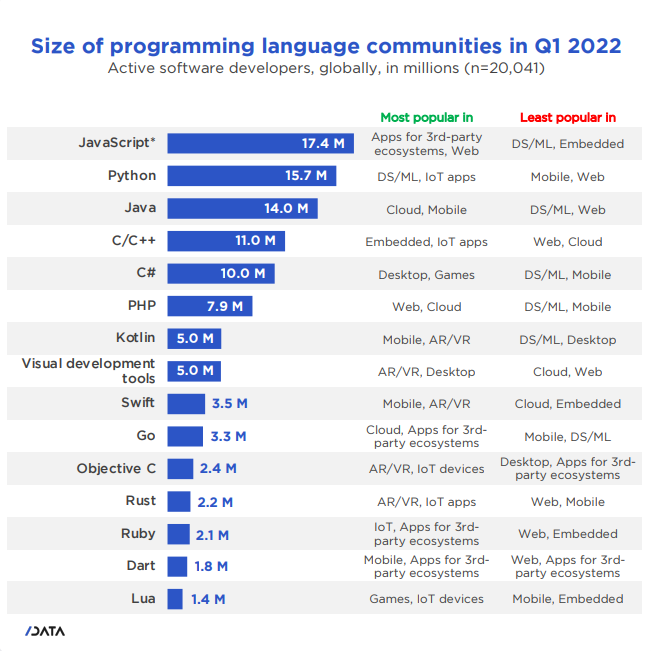 Size of programming language communities in Q1 2022
Active software developers, globally, in millions (n=20,041)
Most popular in
Least popular in
JavaScript*
17.4 M
Apps for 3rd-party
ecosystems, Web
DS/ML, Embedded
Python
15.7 M
DS/ML, IoT apps
Mobile, Web
Java
14.0 M
Cloud, Mobile
DS/ML, Web
C/C++
11.0 M
Embedded, IoT apps
Web, Cloud
C#
10.0 M
Desktop, Games
DS/ML, Mobile
PHP
7.9 M
Web, Cloud
DS/ML, Mobile
Kotlin
5.0 M
Mobile, AR/VR
DS/ML, Desktop
Visual development
tools
5.0 M
AR/VR, Desktop
Cloud, Web
Swift
3.5 M
Mobile, AR/VR
Cloud, Embedded
Go
3.3 M
Cloud, Apps for 3rd-
party ecosystems
Mobile, DS/ML
Objective C
2.4 M
AR/VR, IoT devices
Desktop, Apps for 3rd-
party ecosystems
Rust
2.2 M
AR/VR, IoT apps
Web, Mobile
Ruby
2.1 M
IoT, Apps for 3rd-
party ecosystems
Web, Embedded
Dart
1.8 M
Mobile, Apps for 3rd-
party ecosystems
Web, Apps for 3rd-
party ecosystems
Lua
1.4 M
Games, IoT devices
Mobile, Embedded
/DATA